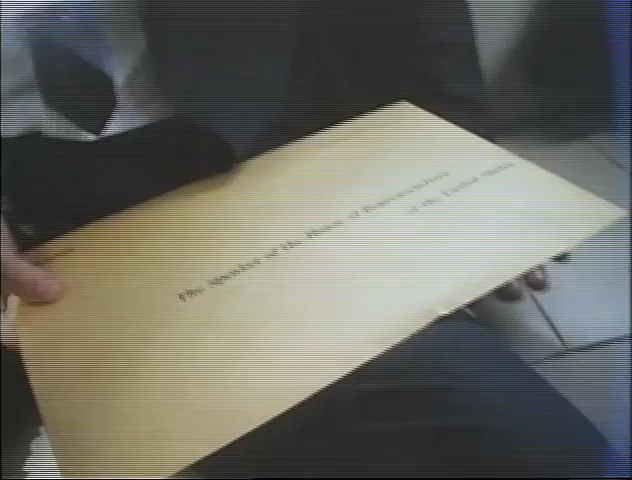 The Speaker of the House of Representatives
of the United States